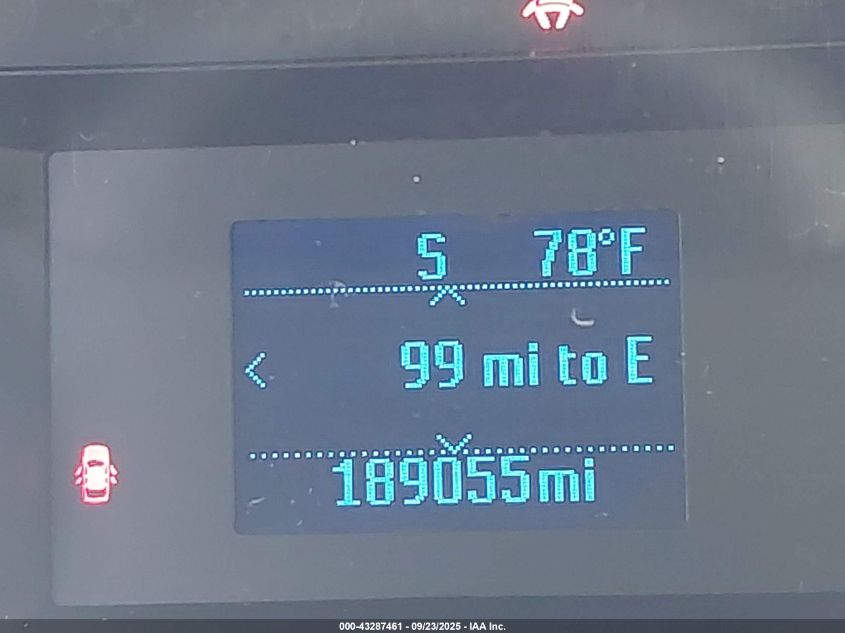 S 78°F
99 mi to E
189055mi
000-43287461 - 09/23/2025 - IAA Inc.